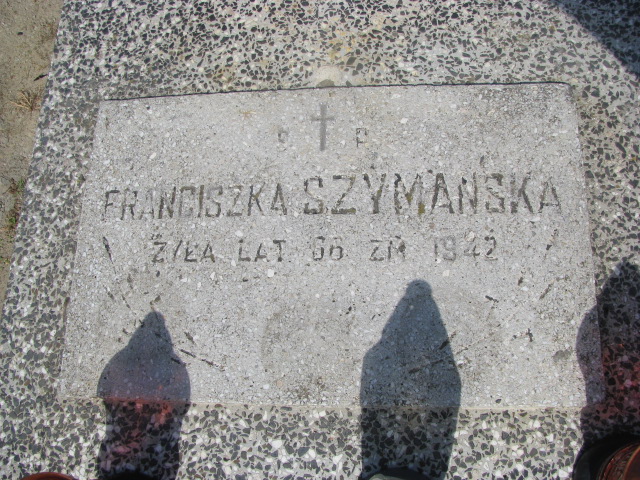 Ś P
FRANCISZKA SZYMAŃSKA
ŻYŁA LAT 66 ZM 1942